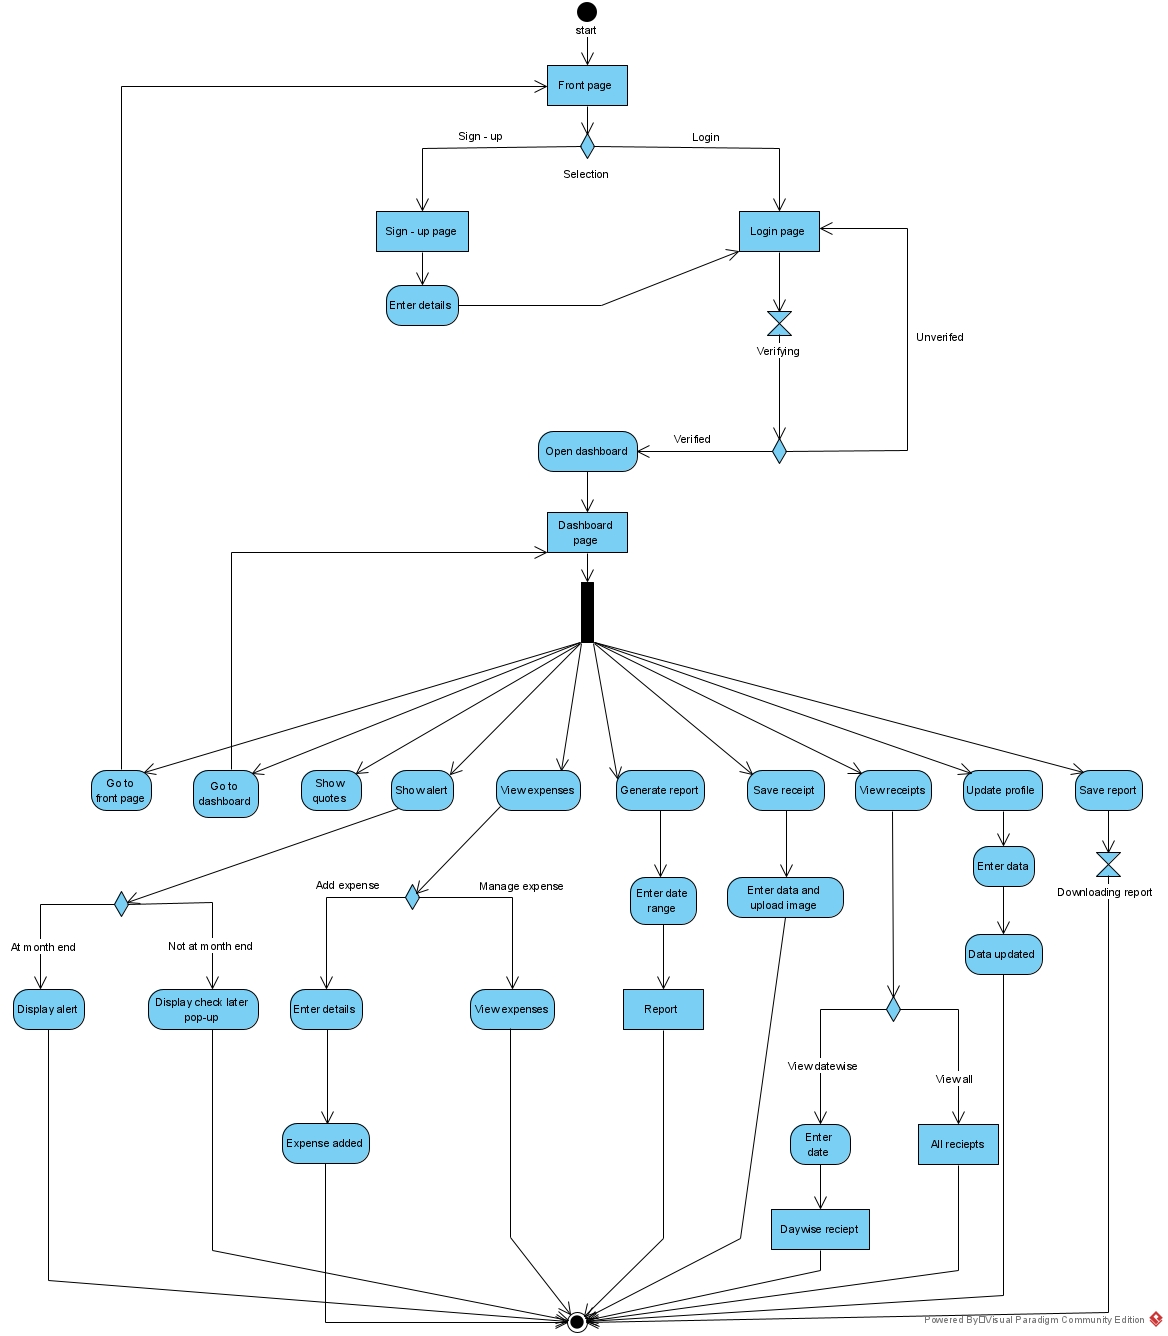 start
Front page
Sign - up
Login
Selection
Sign - up page
Login page
Enter details
Unverifed
Verifying
Verified
Open dashboard
Dashboard
page
Go to
front page
Go to
dashboard
Show
quotes
Show alert
View expenses
Generate report
Save receipt
View receipts
Update profile
Save report
Enter data
Add expense
Manage expense
Enter date
range
Enter data and
upload image
Downloading report
At month end
Not at month end
Data updated
Display alert
Display check later
pop-up
Enter details
View expenses
Report
View datewise
View all
Expense added
Enter
date
All reciepts
Daywise reciept
Powered By Visual Paradigm Community Edition